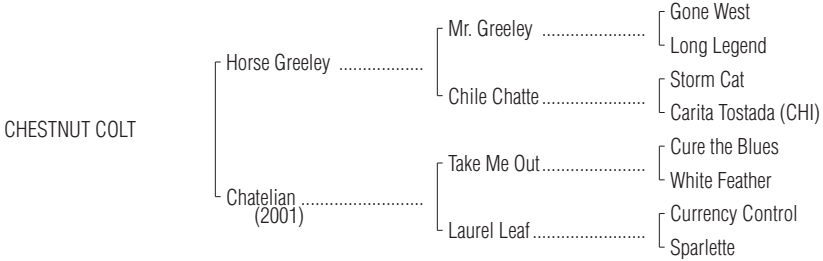 Gone West
Mr. Greeley ......................
Long Legend
Horse Greeley ..................
Storm Cat
Chile Chatte ......................
Carita Tostada (CHI)
CHESTNUT COLT
Cure the Blues
Take Me Out ......................
White Feather
Chatelian ..........................
(2001)
Currency Control
Laurel Leaf ........................
Sparlette